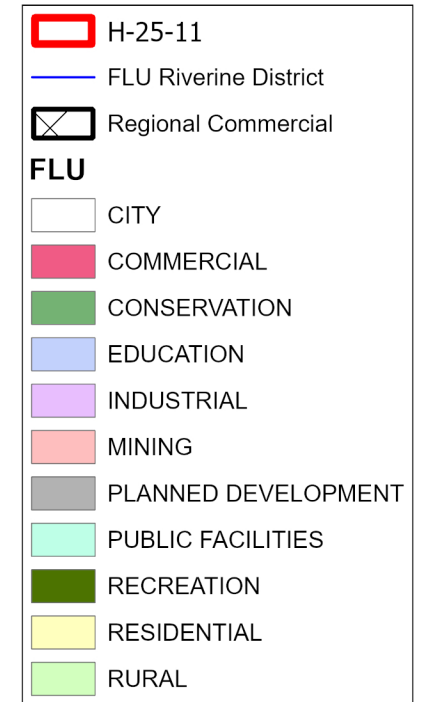 H-25-11
FLU Riverine District
Regional Commercial
FLU
CITY
COMMERCIAL
CONSERVATION
EDUCATION
INDUSTRIAL
MINING
PLANNED DEVELOPMENT
PUBLIC FACILITIES
RECREATION
RESIDENTIAL
RURAL